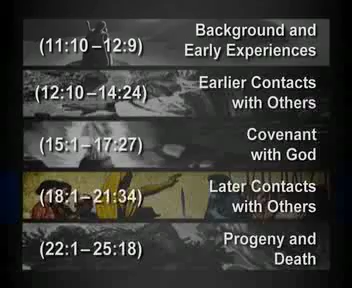 (11:10 – 12:9) Background and
Early Experiences
(12:10 – 14:24) Earlier Contacts
with Others
(15:1 – 17:27) Covenant
with God
(18:1 – 21:34) Later Contacts
with Others
(22:1 – 25:18) Progeny and
Death